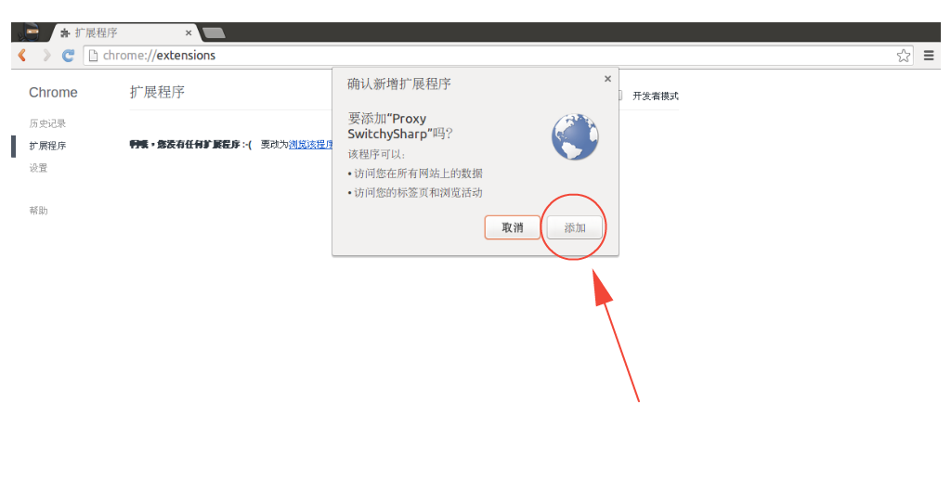 扩展程序 ×
chrome://extensions
Chrome
扩展程序
历史记录
扩展程序
设置
帮助
您没有任何扩展程序 :-( 要改为浏览该程序
开发者模式
确认新增扩展程序 ×
要添加“Proxy
SwitchySharp”吗?
该程序可以:
• 访问您在所有网站上的数据
• 访问您的标签页和浏览活动
取消
添加